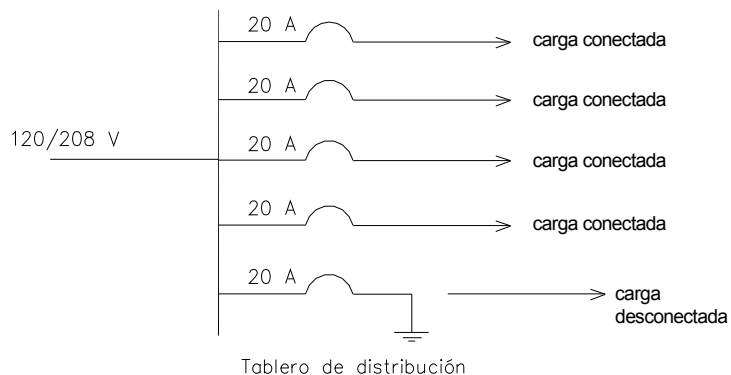 20 A
carga conectada
20 A
carga conectada
120/208 V
20 A
carga conectada
20 A
carga conectada
20 A
carga
desconectada
Tablero de distribución